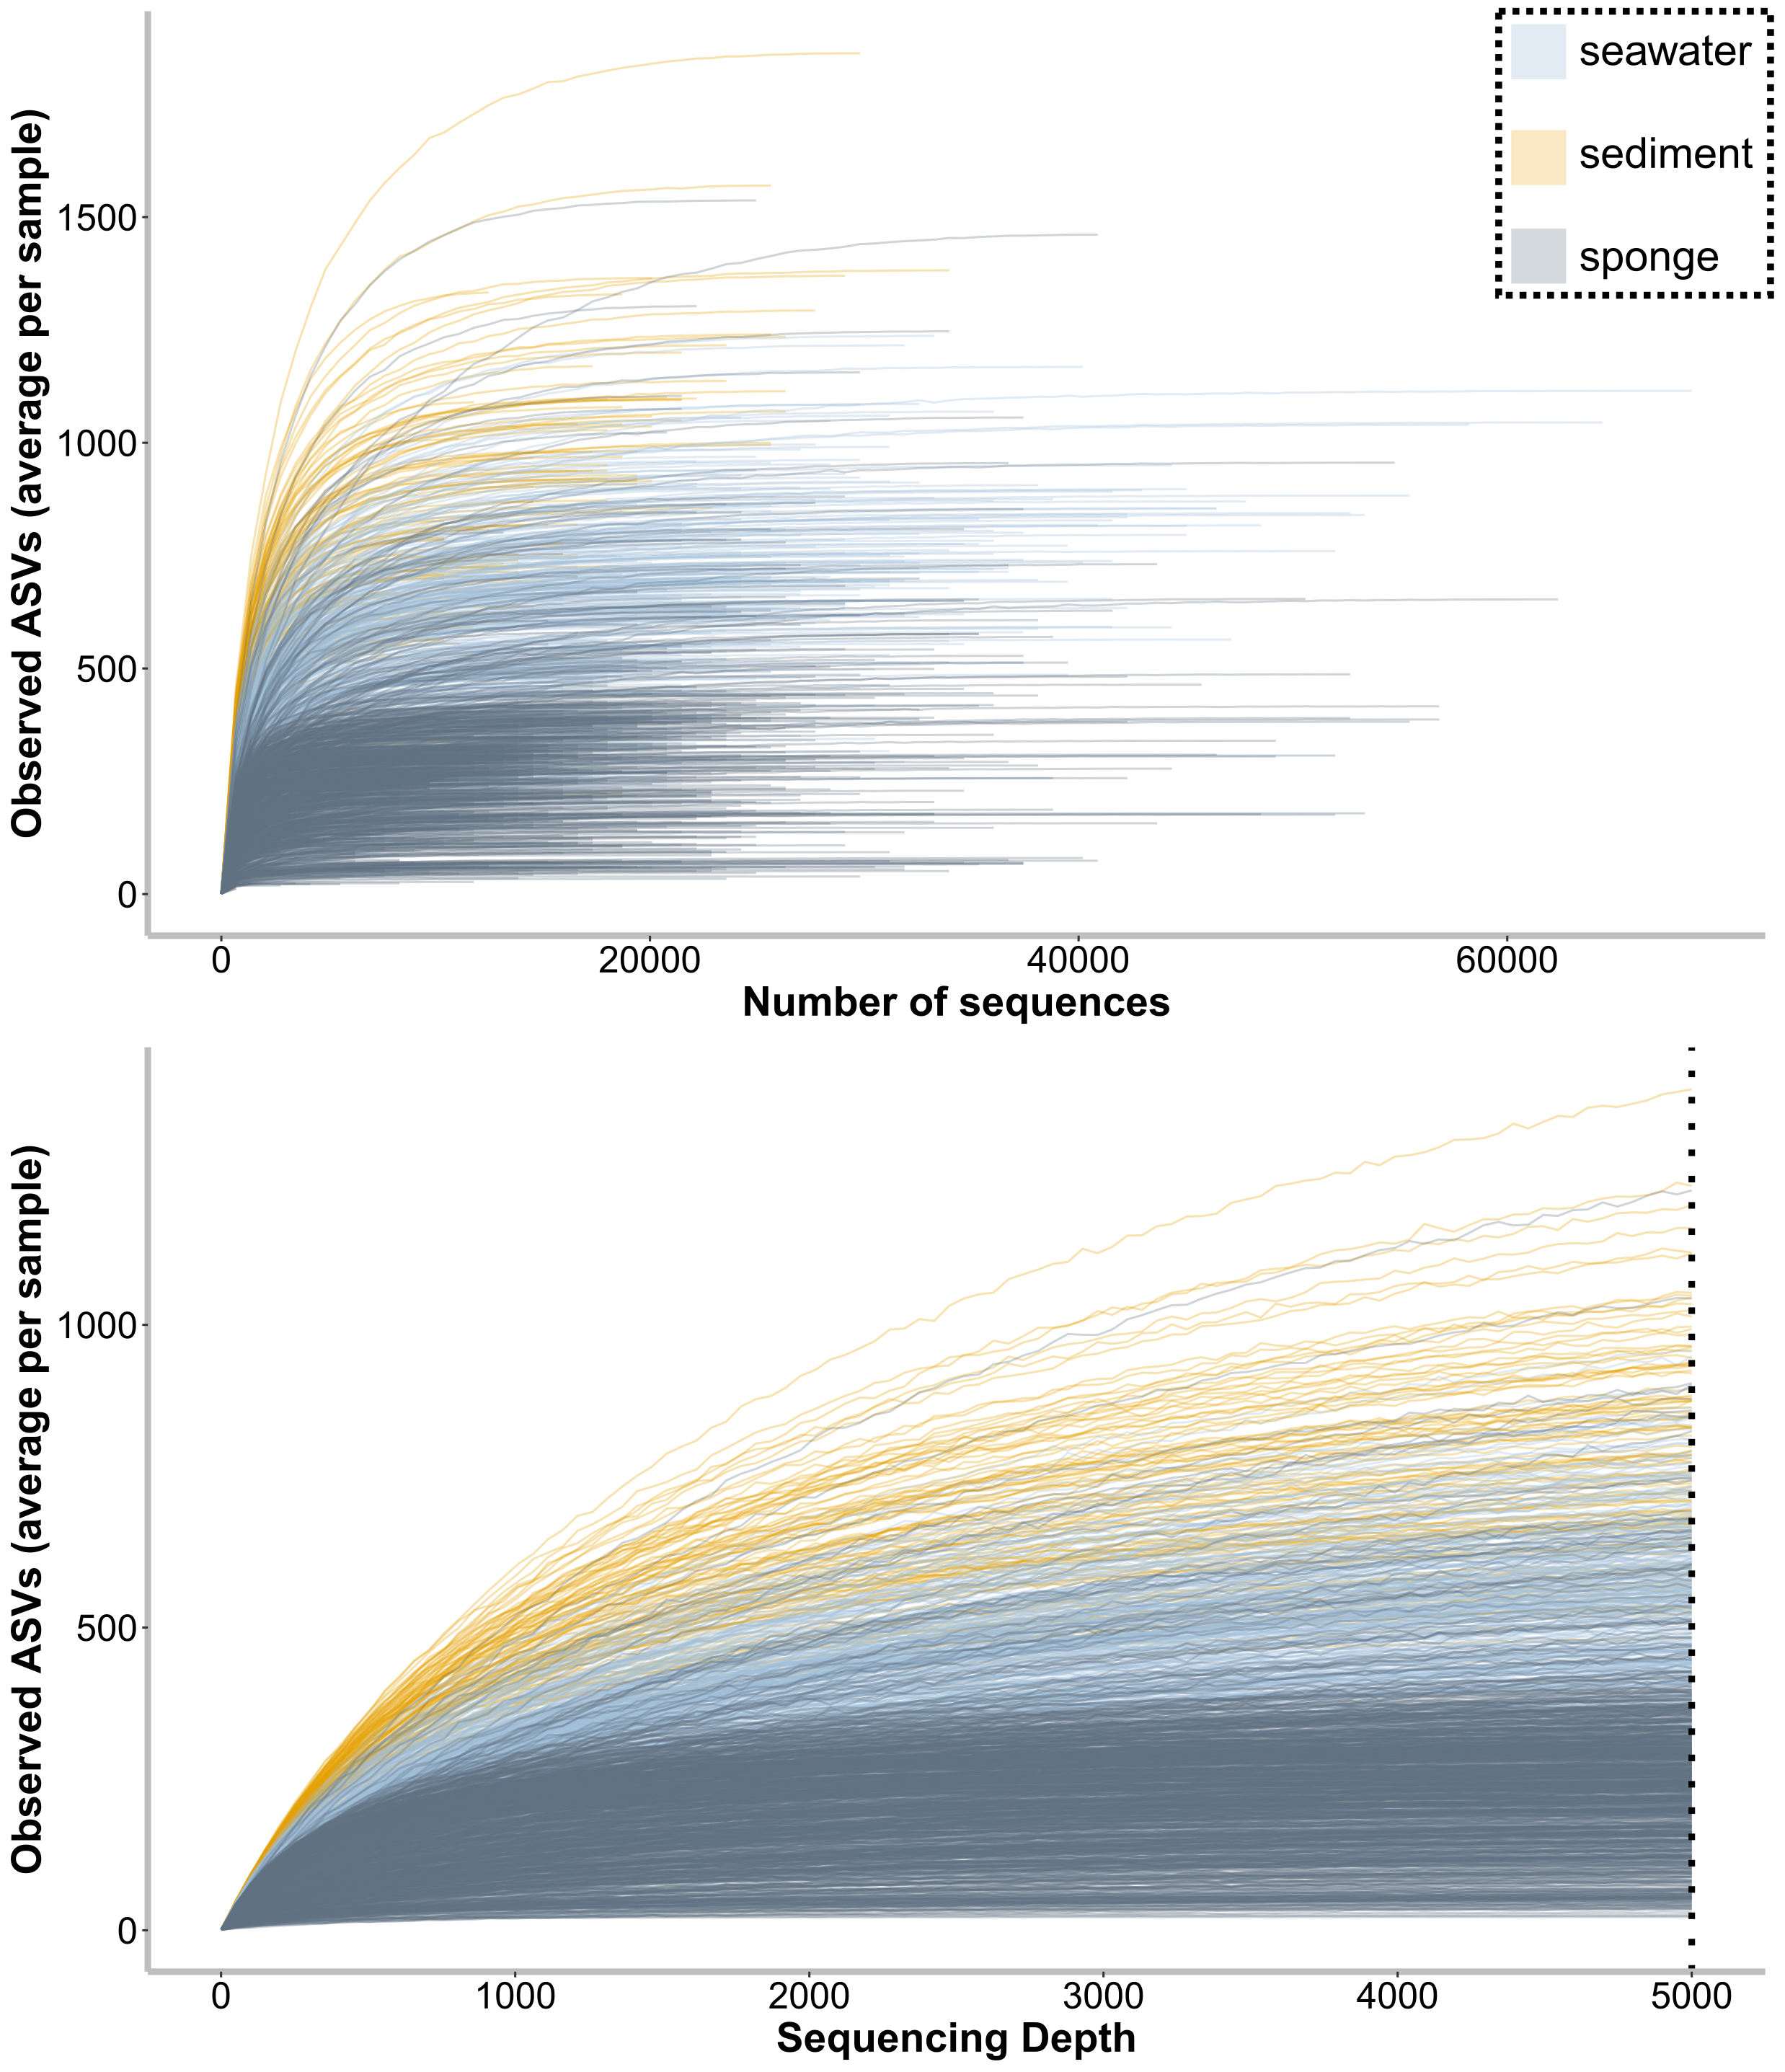 seawater
sediment
sponge
Observed ASVs (average per sample)
1500
1000
500
0
0 20000 40000 60000
Number of sequences
Observed ASVs (average per sample)
1000
500
0
0 1000 2000 3000 4000 5000
Sequencing Depth